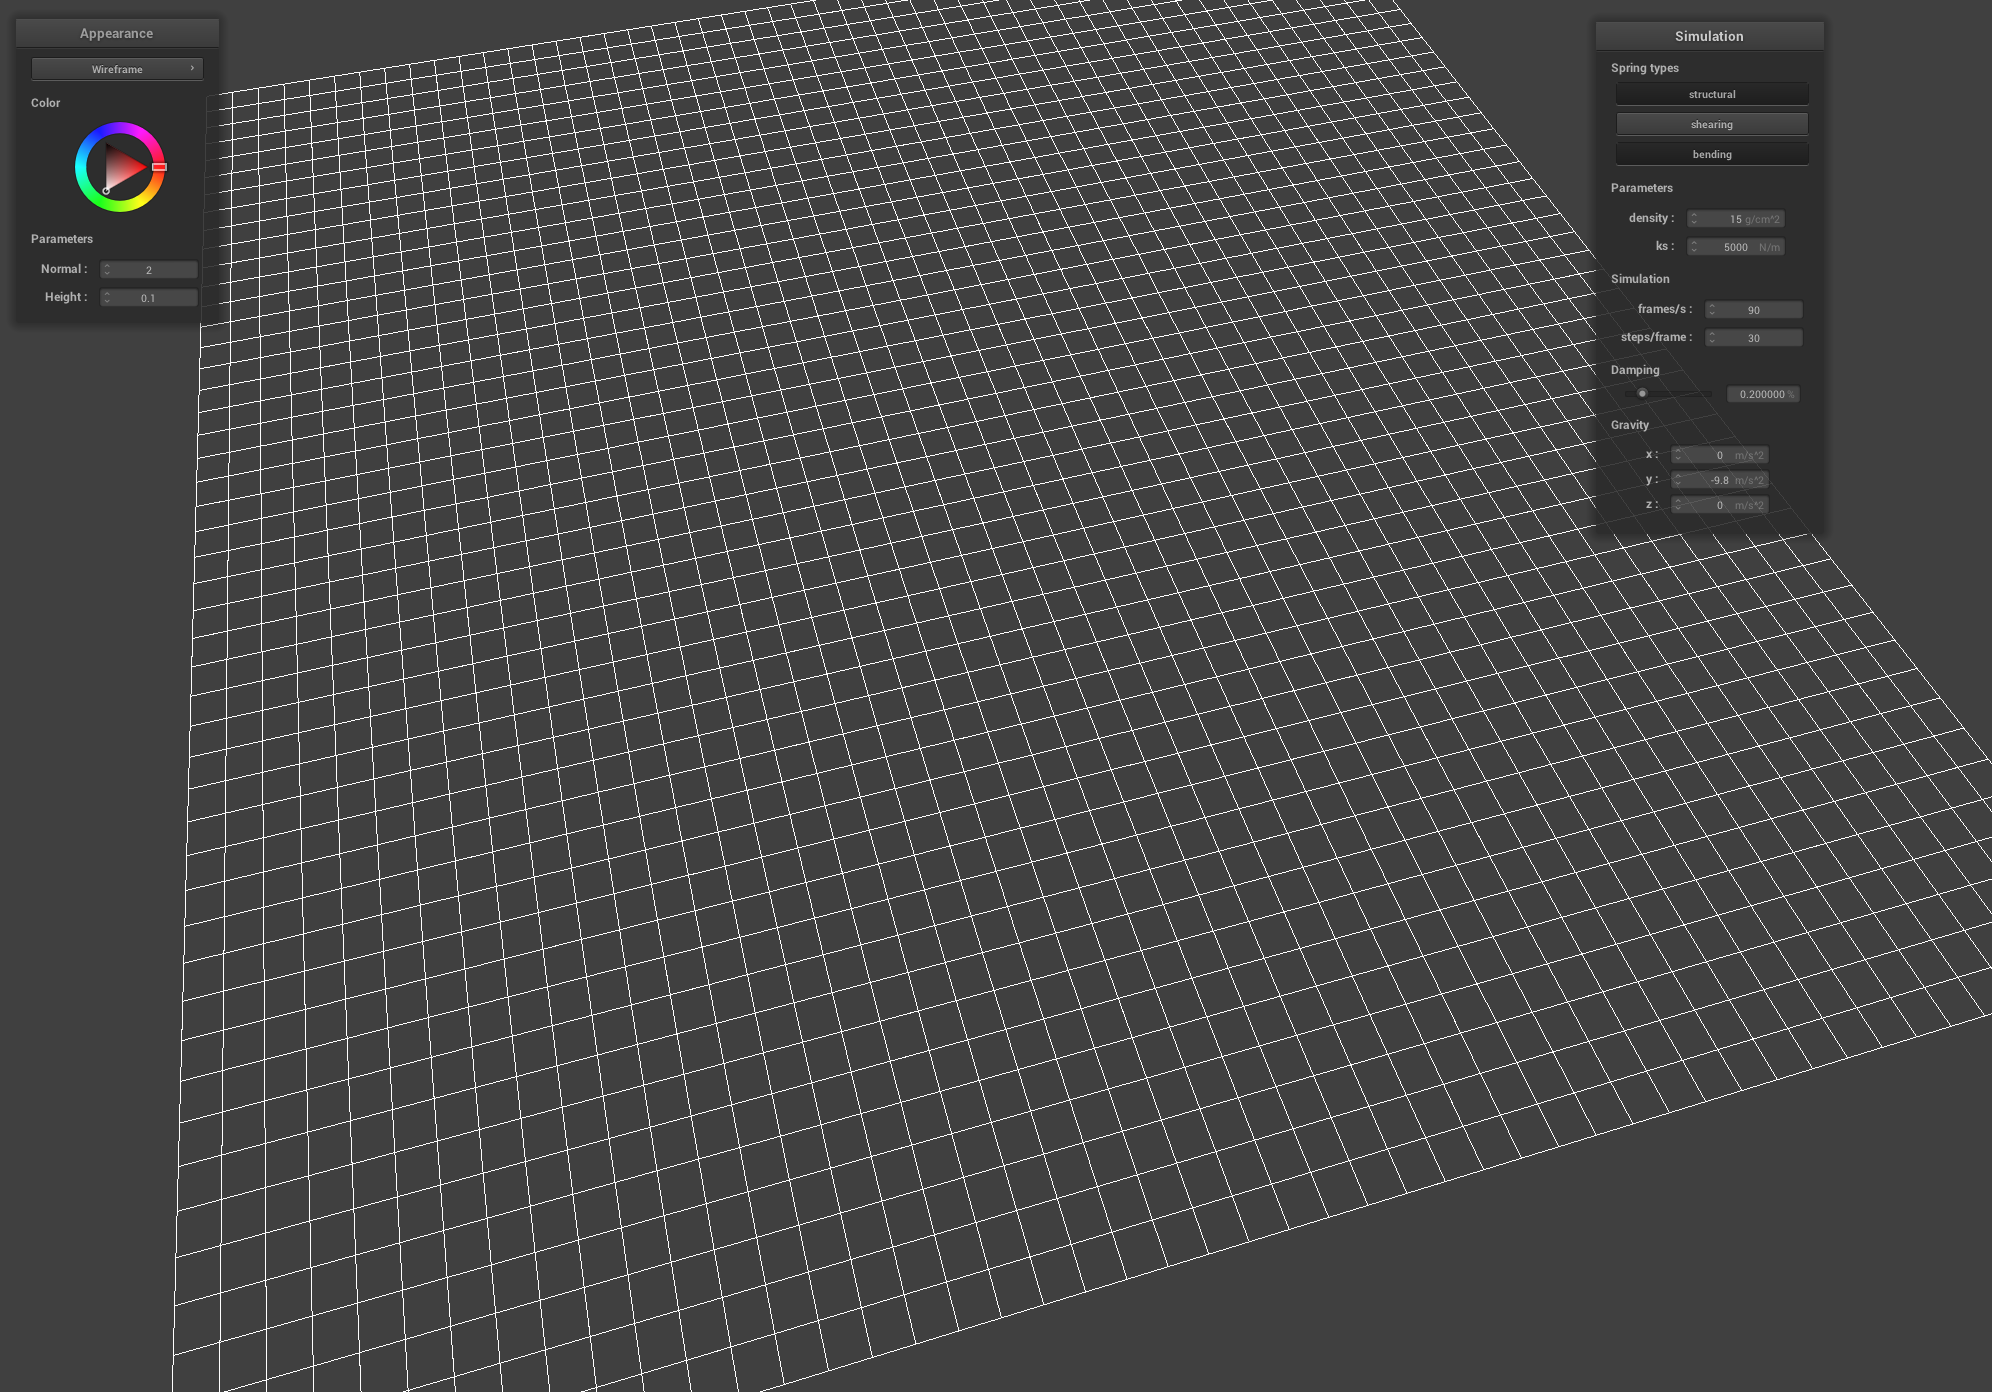 Appearance
Wireframe
Color
Parameters
Normal : 2
Height : 0.1
Simulation
Spring types
structural
shearing
bending
Parameters
density : 15 g/cm^2
ks : 5000 N/m
Simulation
frames/s : 90
steps/frame : 30
Damping
0.200000 %
Gravity
x : 0 m/s^2
y : -9.8 m/s^2
z : 0 m/s^2